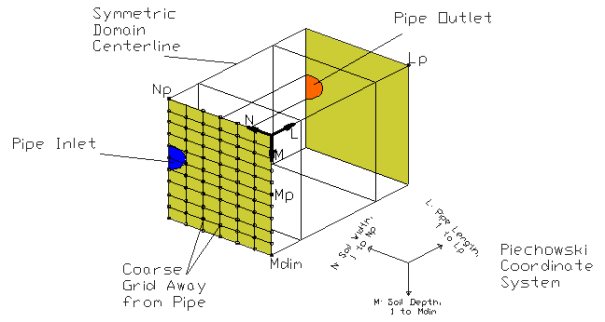 Symmetric
Domain
Centerline
Pipe Outlet
Lp
Np
N
L
Pipe Inlet
M
Mp
Mdim
Coarse
Grid Away
from Pipe
L: Pipe Length,
1 to Lp
N: Soil Width,
1 to Np
M: Soil Depth,
1 to Mdim
Piechowski
Coordinate
System